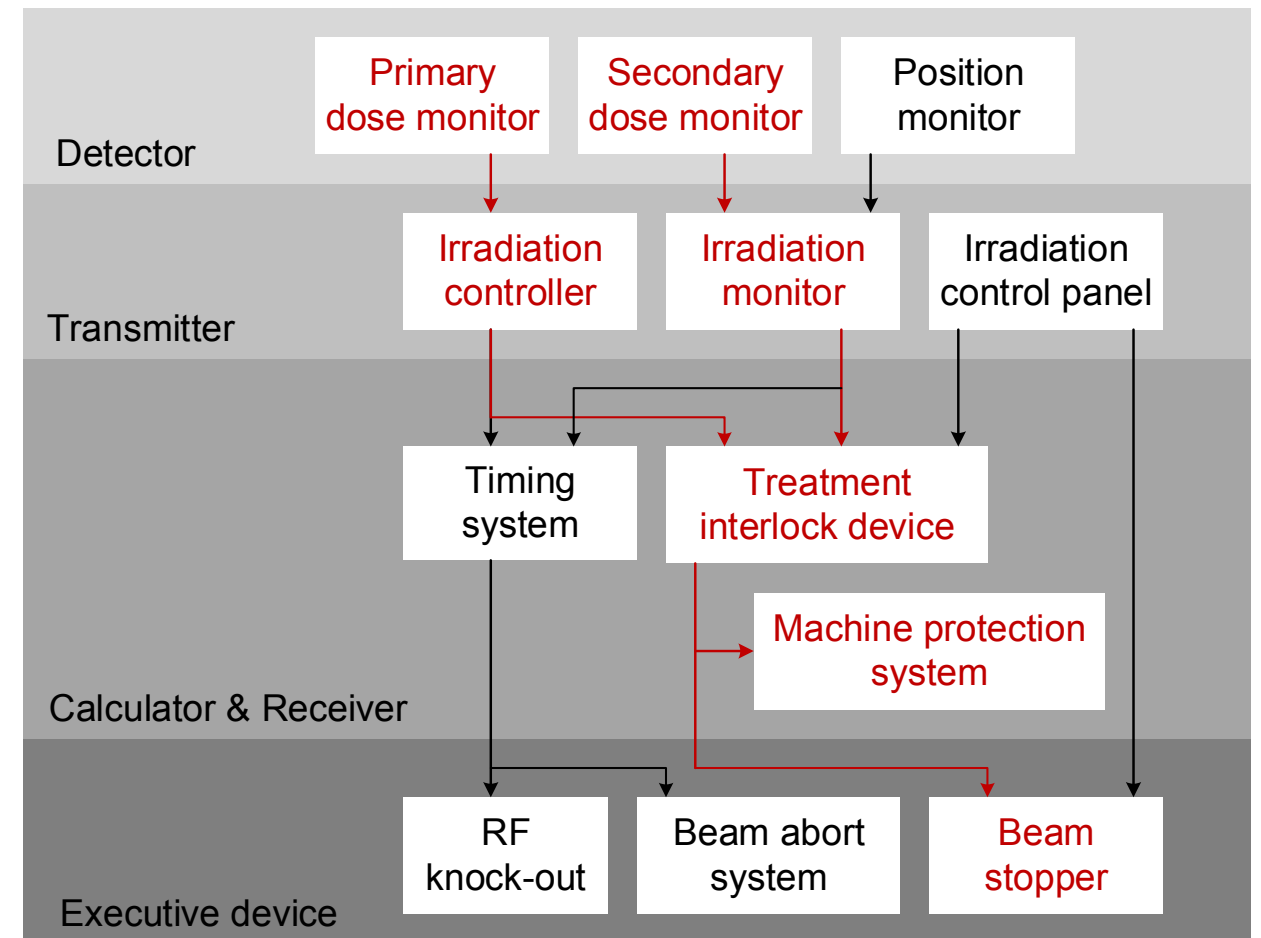 Primary
dose monitor
Secondary
dose monitor
Position
monitor
Detector
Irradiation
controller
Irradiation
monitor
Irradiation
control panel
Transmitter
Timing
system
Treatment
interlock device
Machine protection
system
Calculator & Receiver
RF
knock-out
Beam abort
system
Beam
stopper
Executive device